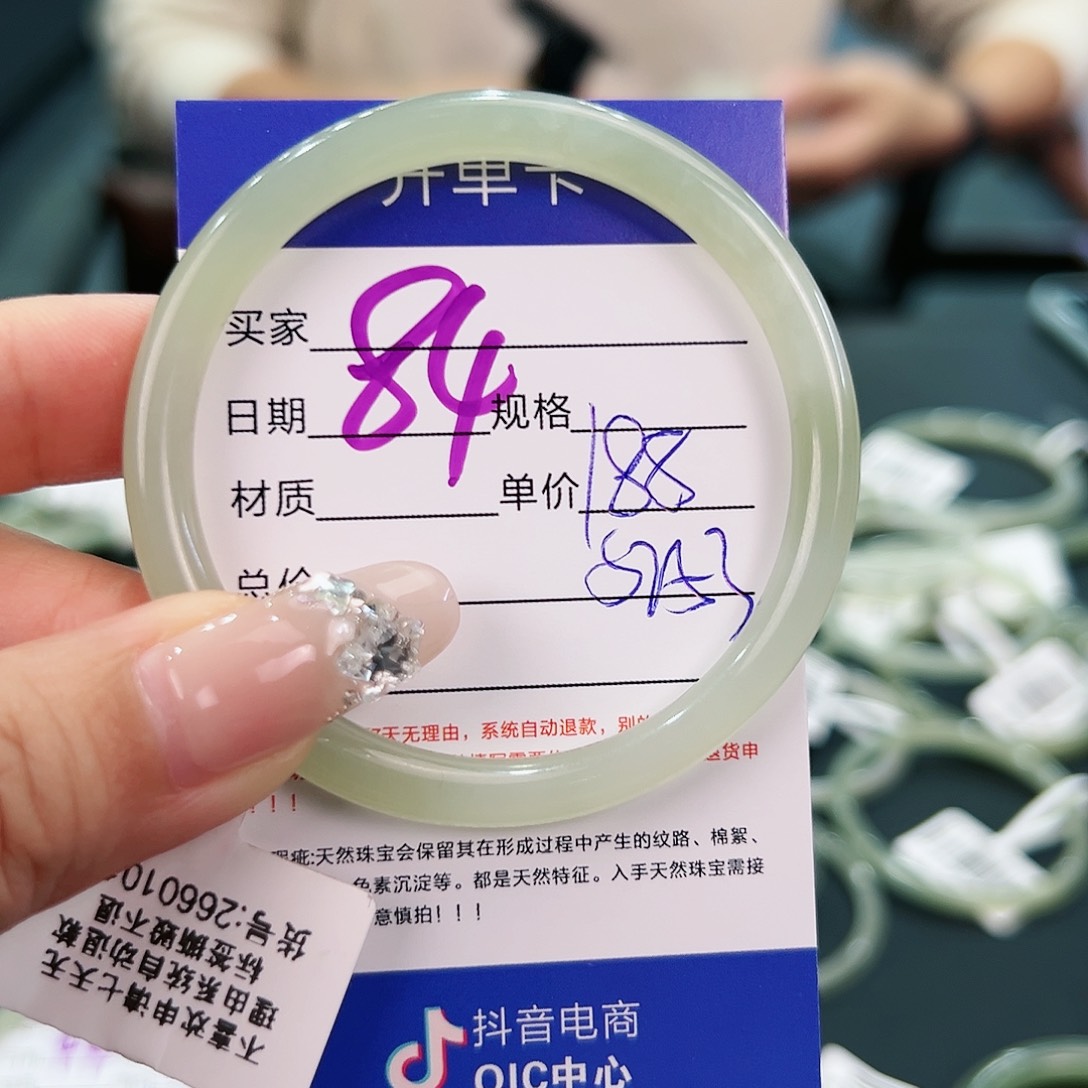 开单卡
买家
84
日期 规格
材质 单价 188
总价
7天无理由，系统自动退款，别的
退货申
！！！
瑕疵:天然珠宝会保留其在形成过程中产生的纹路、棉絮、
色素沉淀等。都是天然特征。入手天然珠宝需接
意慎拍！！！
抖音电商
QIC中心
不喜欢申请七天无
理由系统自动退款
标签撕毁不退
货号:266010